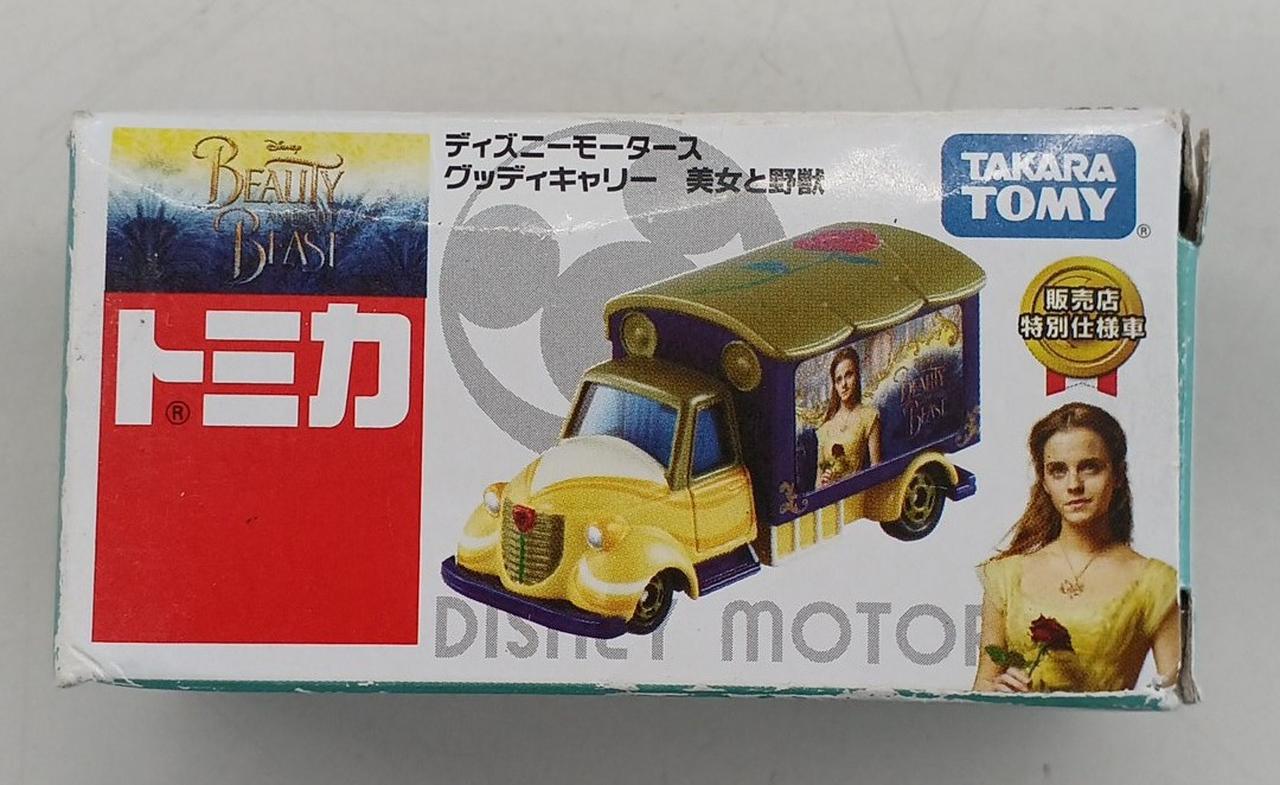 Disney
BEAUTY
AND THE
BEAST
トミカ
®
ディズニーモータース
グッディキャリー 美女と野獣
TAKARA
TOMY
®
販売店
特別仕様車
BEAUTY
BEAST
DISNEY MOTOR